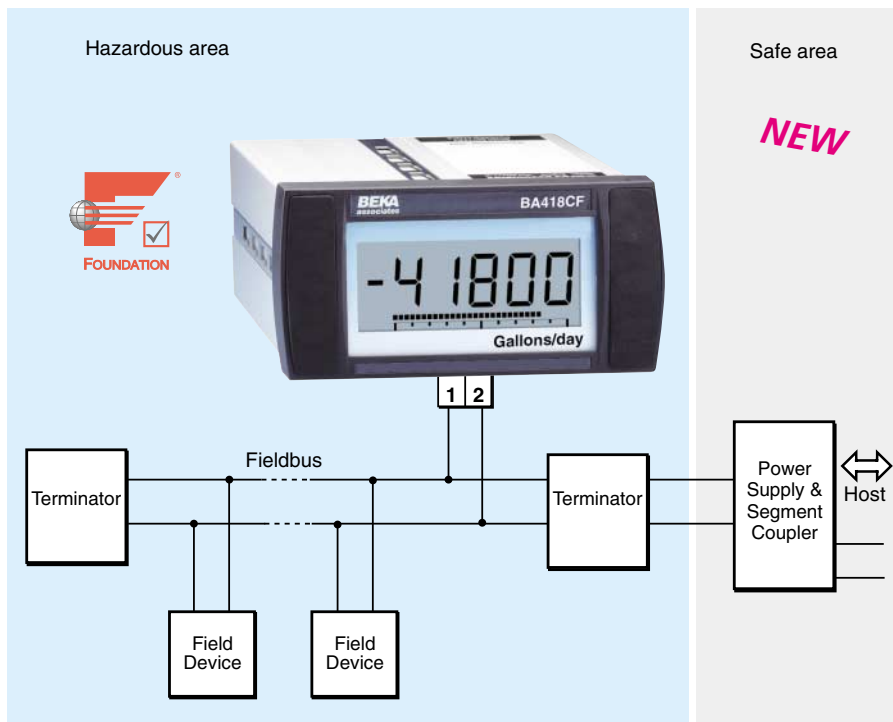 Hazardous area
Safe area
NEW
®
FOUNDATION
BEKA
associates
BA418CF
-41800
Gallons/day
1 2
Fieldbus
Terminator
Terminator
Power
Supply &
Segment
Coupler
Host
Field
Device
Field
Device